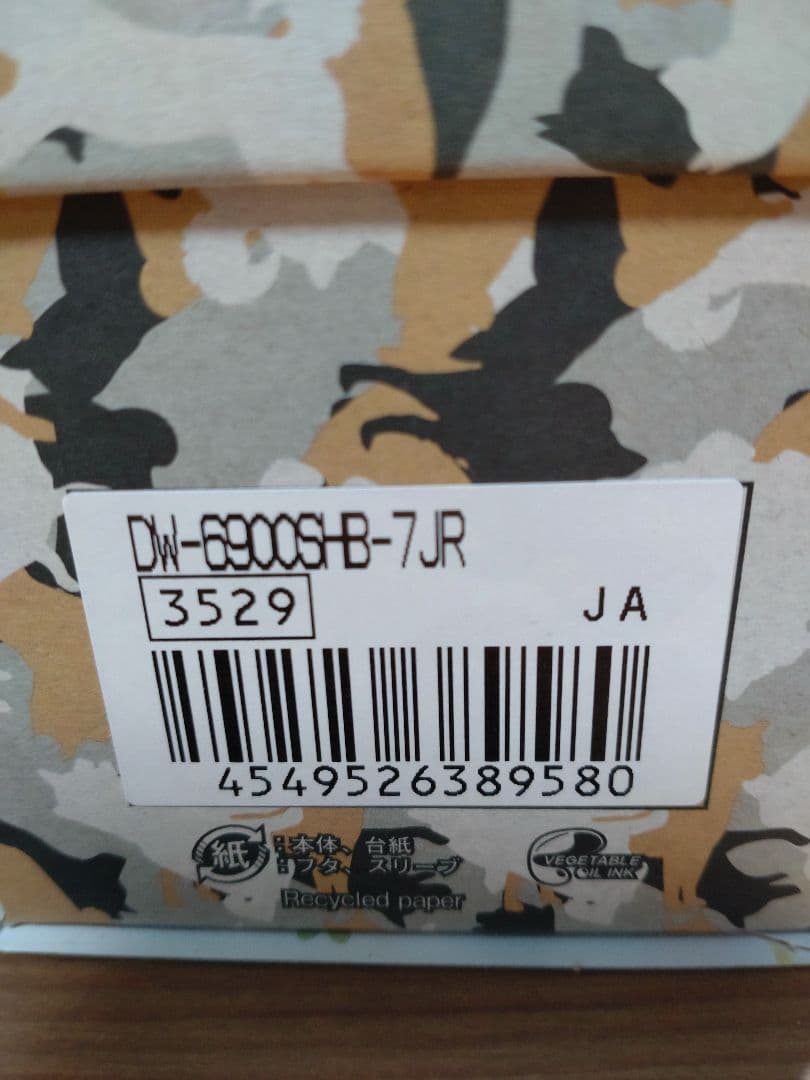 DW-6900SHB-7JR
3529
JA
4549526389580
紙
本体、台紙
フタ、スリーブ
Recycled paper
VEGETABLE
OIL INK